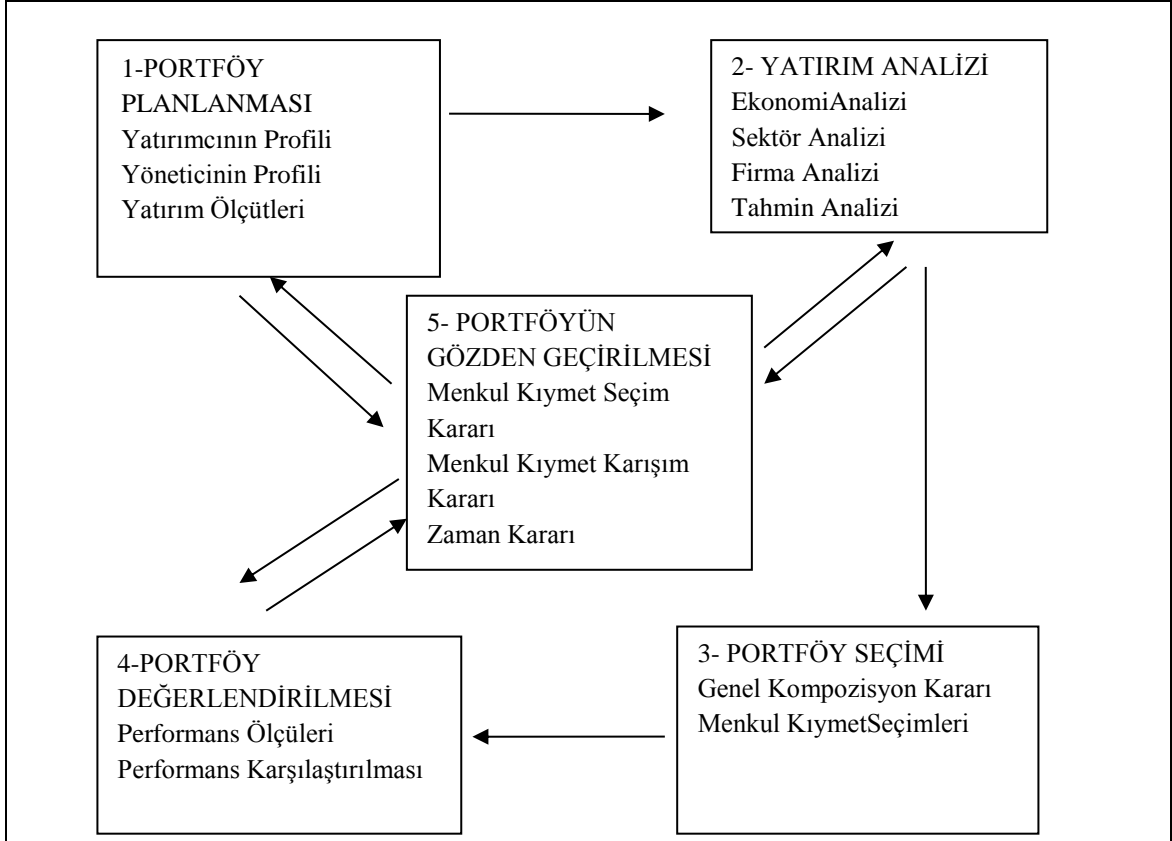 1-PORTFÖY
PLANLANMASI
Yatırımcının Profili
Yöneticinin Profili
Yatırım Ölçütleri
2- YATIRIM ANALİZİ
EkonomiAnalizi
Sektör Analizi
Firma Analizi
Tahmin Analizi
5- PORTFÖYÜN
GÖZDEN GEÇİRİLMESİ
Menkul Kıymet Seçim
Kararı
Menkul Kıymet Karışım
Kararı
Zaman Kararı
4-PORTFÖY
DEĞERLENDİRİLMESİ
Performans Ölçüleri
Performans Karşılaştırılması
3- PORTFÖY SEÇİMİ
Genel Kompozisyon Kararı
Menkul KıymetSeçimleri